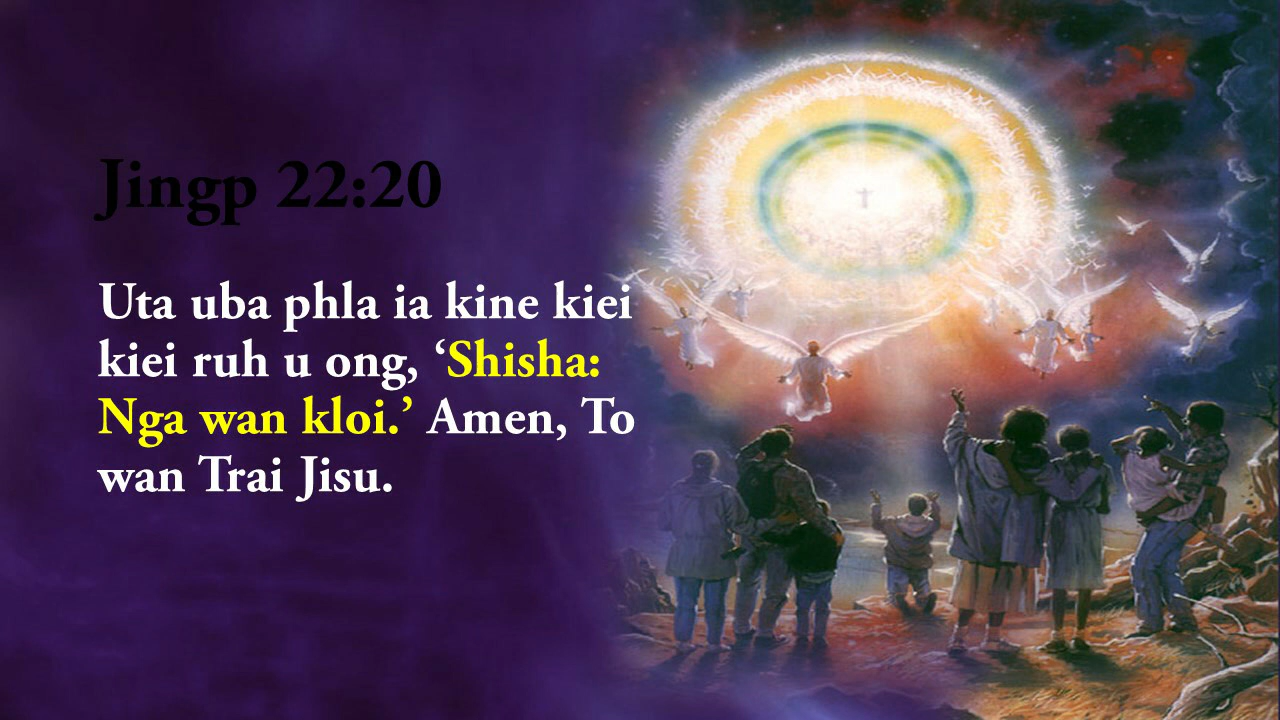 Jingp 22:20
Uta uba phla ia kine kiei
kiei ruh u ong, ‘Shisha:
Nga wan kloi.’ Amen, To
wan Trai Jisu.